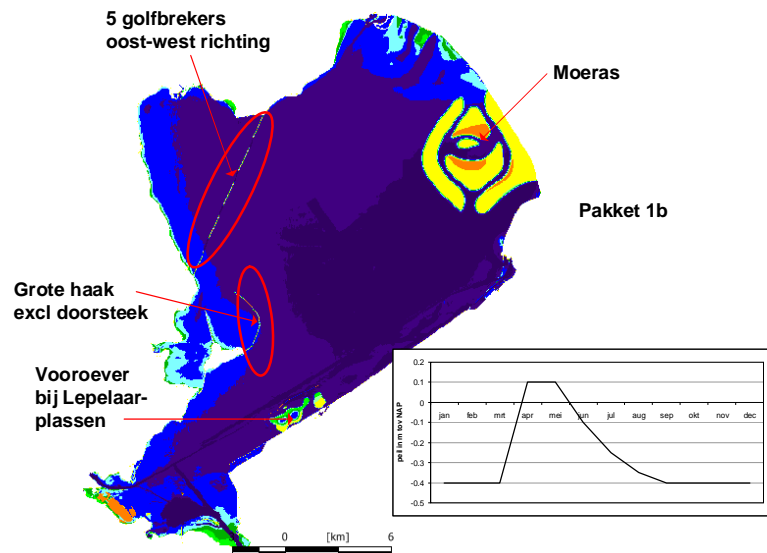 5 golfbrekers
oost-west richting
Moeras
Pakket 1b
Grote haak
excl doorsteek
Vooroever
bij Lepelaar-
plassen
peil in m tov NAP
0.2
0.1
0
-0.1
-0.2
-0.3
-0.4
-0.5
jan feb mrt apr mei jun jul aug sep okt nov dec
0 [km] 6